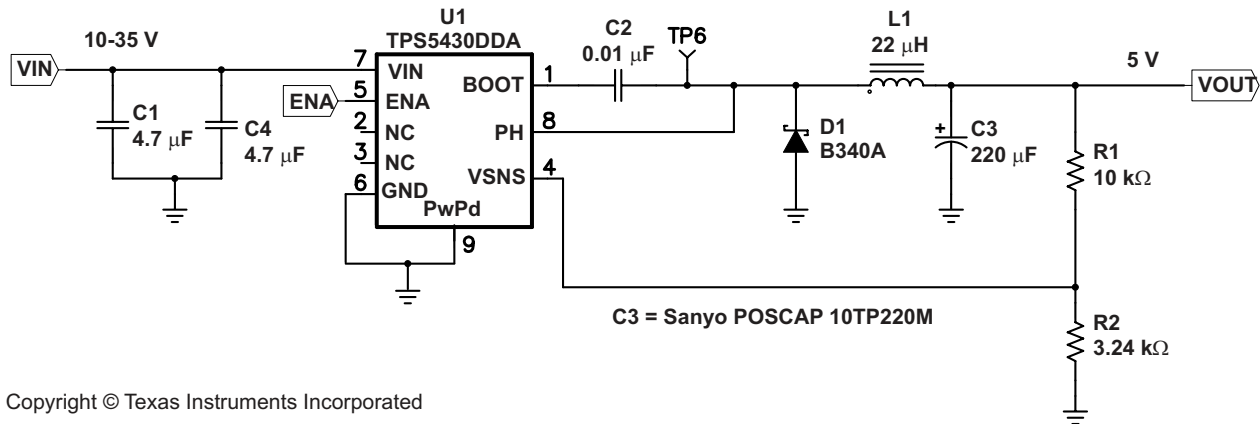 U1
TPS5430DDA
10-35 V
VIN
7
VIN
5
ENA
ENA
2
NC
3
NC
6
GND
PwPd
9
BOOT
1
PH
8
VSNS
4
C1
4.7 μF
C4
4.7 μF
C2
0.01 μF
TP6
L1
22 μH
5 V
VOUT
D1
B340A
+
C3
220 μF
R1
10 kΩ
C3 = Sanyo POSCAP 10TP220M
R2
3.24 kΩ
Copyright © Texas Instruments Incorporated